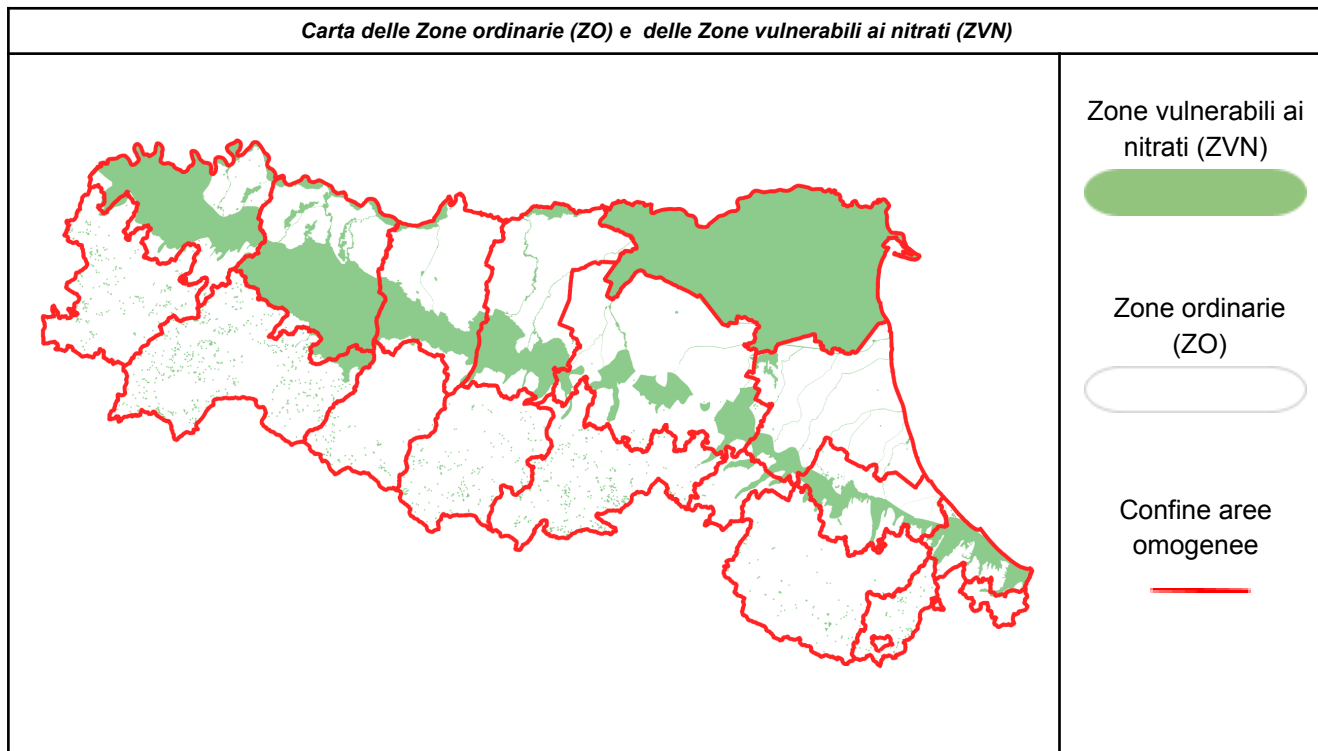 Carta delle Zone ordinarie (ZO) e delle Zone vulnerabili ai nitrati (ZVN)
Zone vulnerabili ai
nitrati (ZVN)
Zone ordinarie
(ZO)
Confine aree
omogenee